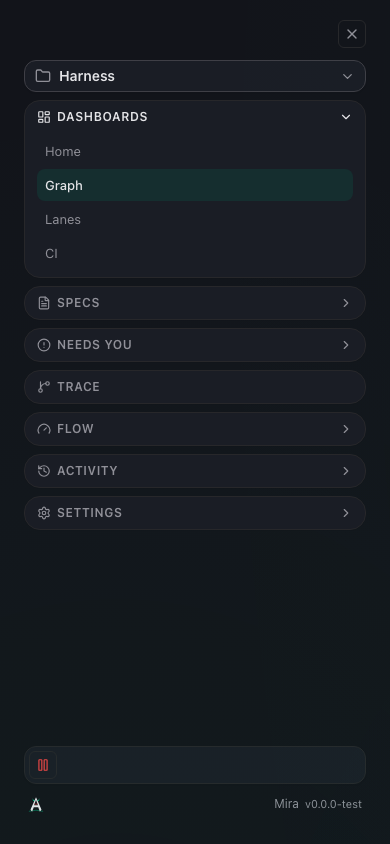 Harness
DASHBOARDS
Home
Graph
Lanes
CI
SPECS
NEEDS YOU
TRACE
FLOW
ACTIVITY
SETTINGS
Mira v0.0.0-test